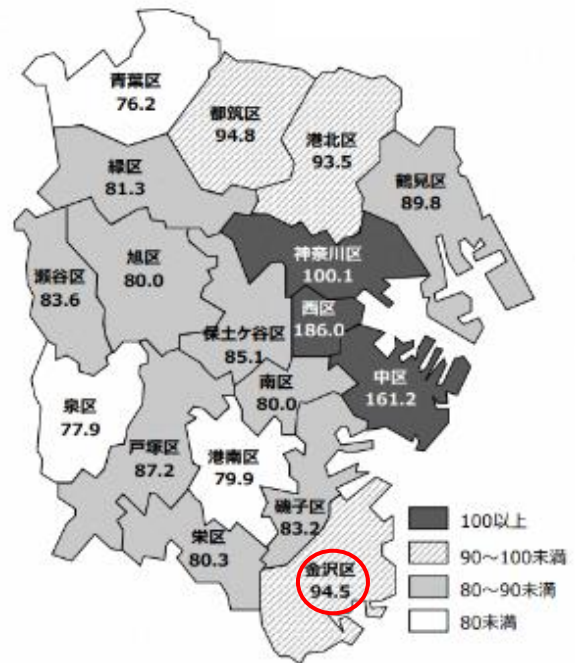 青葉区
76.2
都筑区
94.8
港北区
93.5
緑区
81.3
鶴見区
89.8
旭区
80.0
神奈川区
100.1
瀬谷区
83.6
西区
186.0
保土ケ谷区
85.1
中区
161.2
南区
80.0
泉区
77.9
戸塚区
87.2
港南区
79.9
磯子区
83.2
栄区
80.3
金沢区
94.5
100以上
90～100未満
80～90未満
80未満